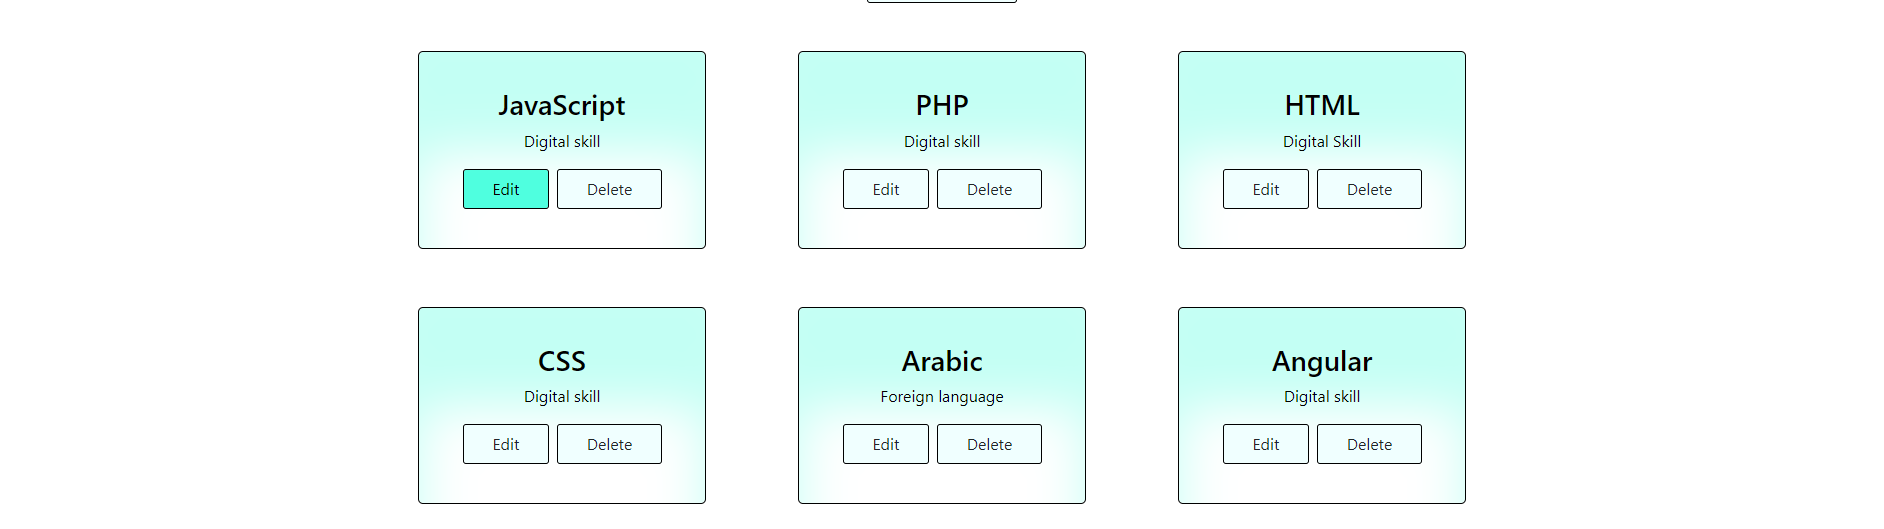 JavaScript
Digital skill
Edit Delete
PHP
Digital skill
Edit Delete
HTML
Digital Skill
Edit Delete
CSS
Digital skill
Edit Delete
Arabic
Foreign language
Edit Delete
Angular
Digital skill
Edit Delete